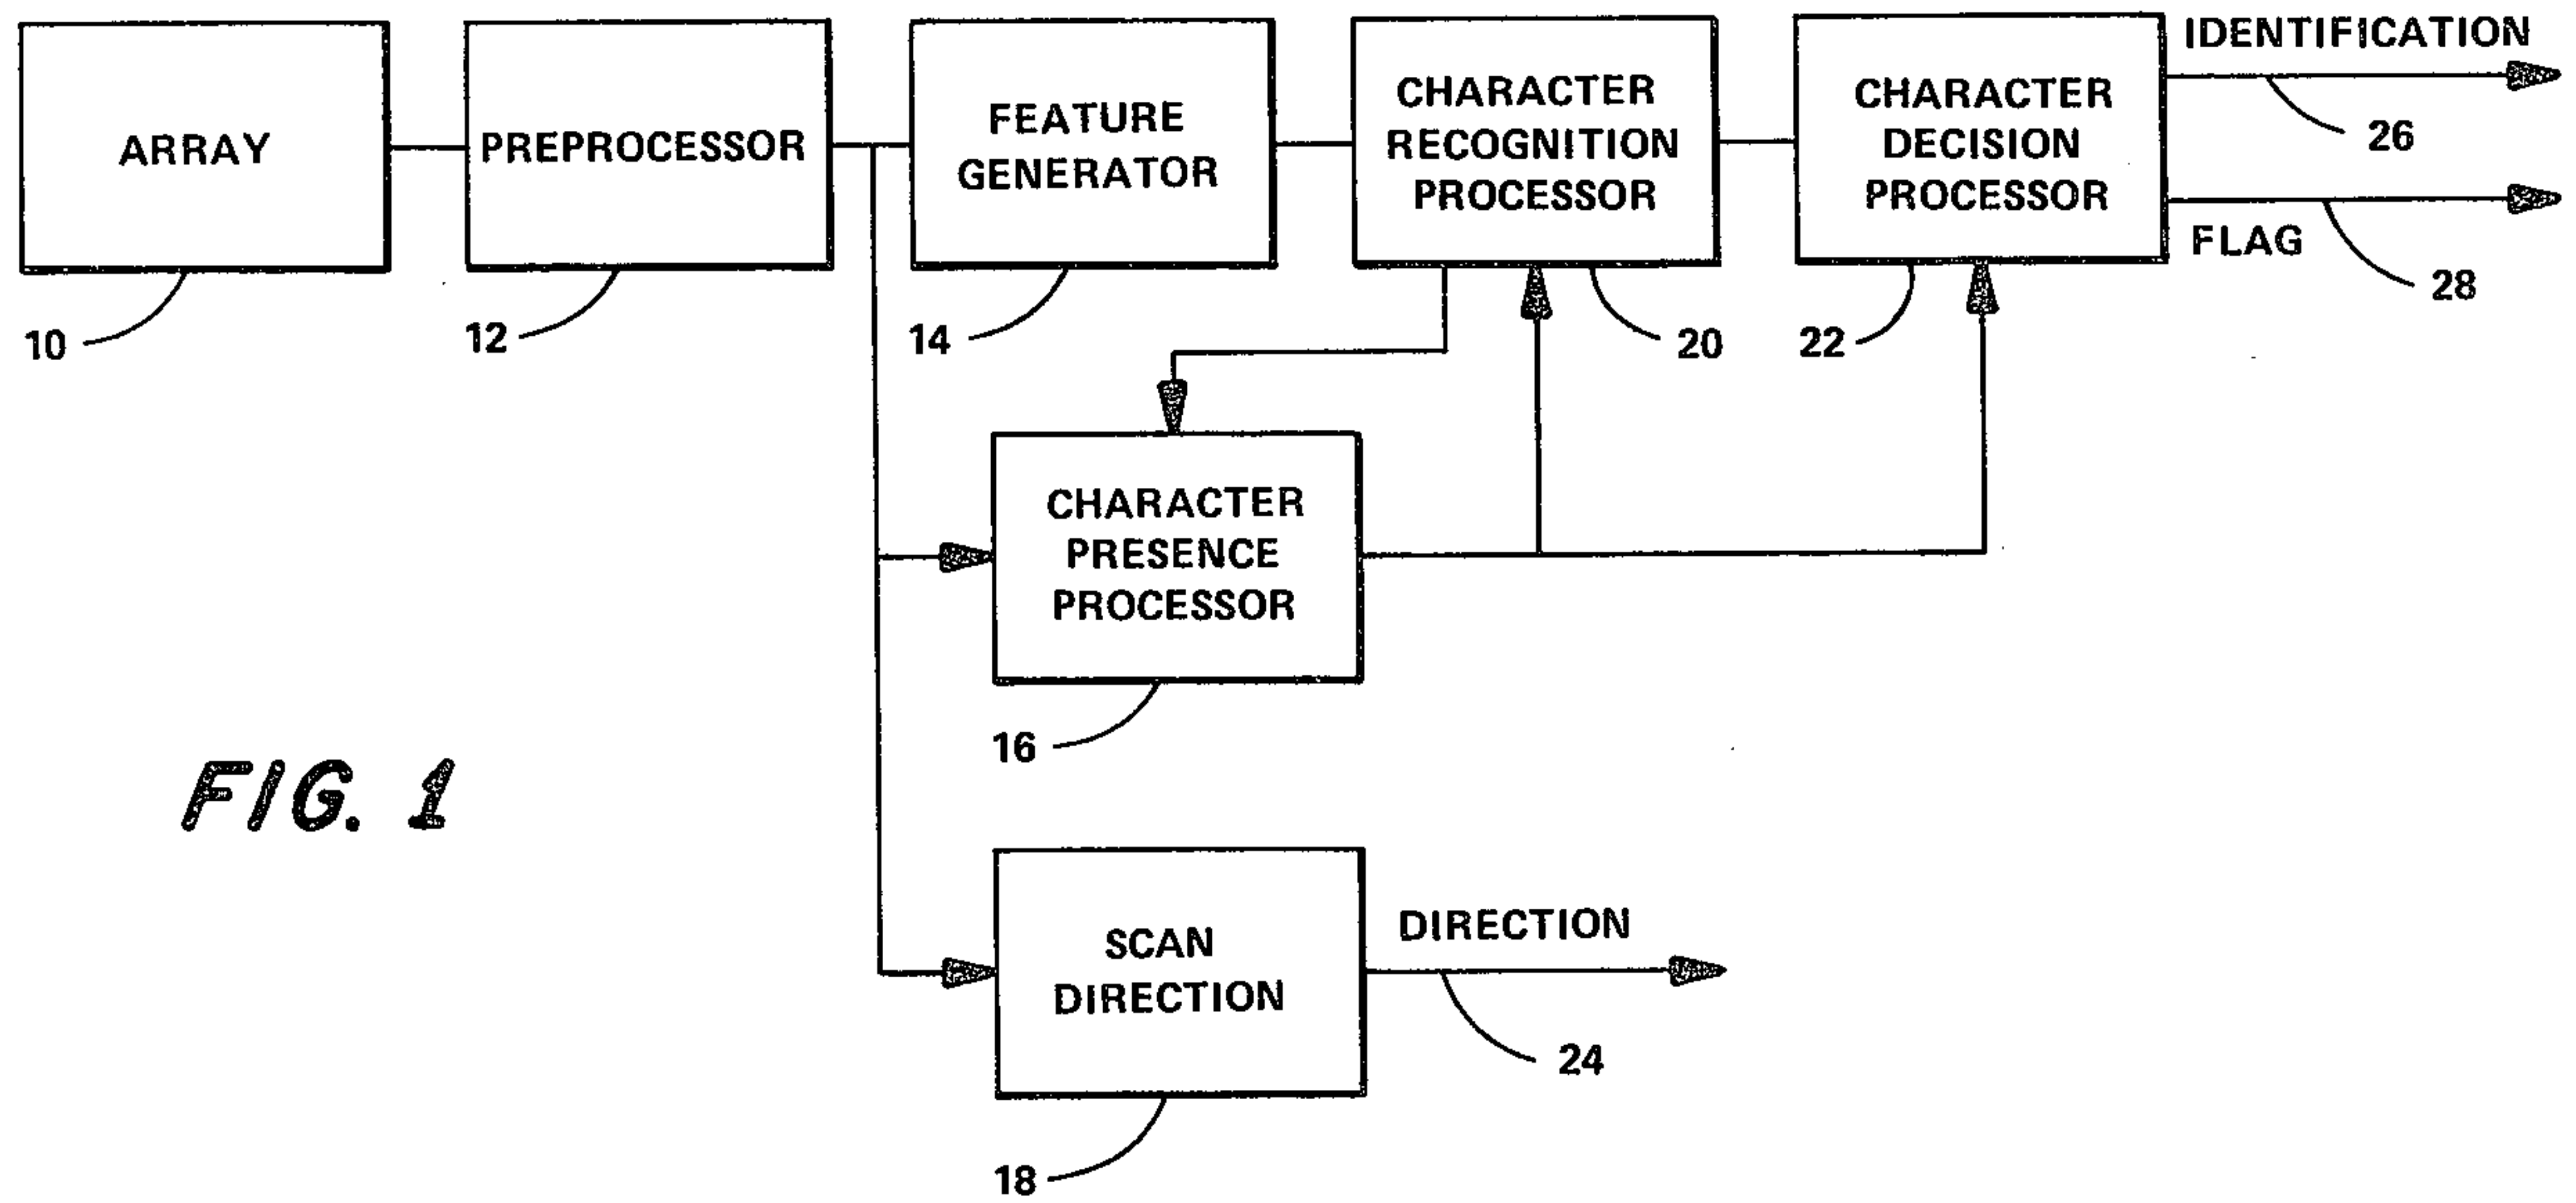 ARRAY
PREPROCESSOR
FEATURE
GENERATOR
CHARACTER
RECOGNITION
PROCESSOR
CHARACTER
DECISION
PROCESSOR
IDENTIFICATION
26
FLAG
28
10
12
14
20
22
CHARACTER
PRESENCE
PROCESSOR
16
FIG. 1
SCAN
DIRECTION
DIRECTION
24
18